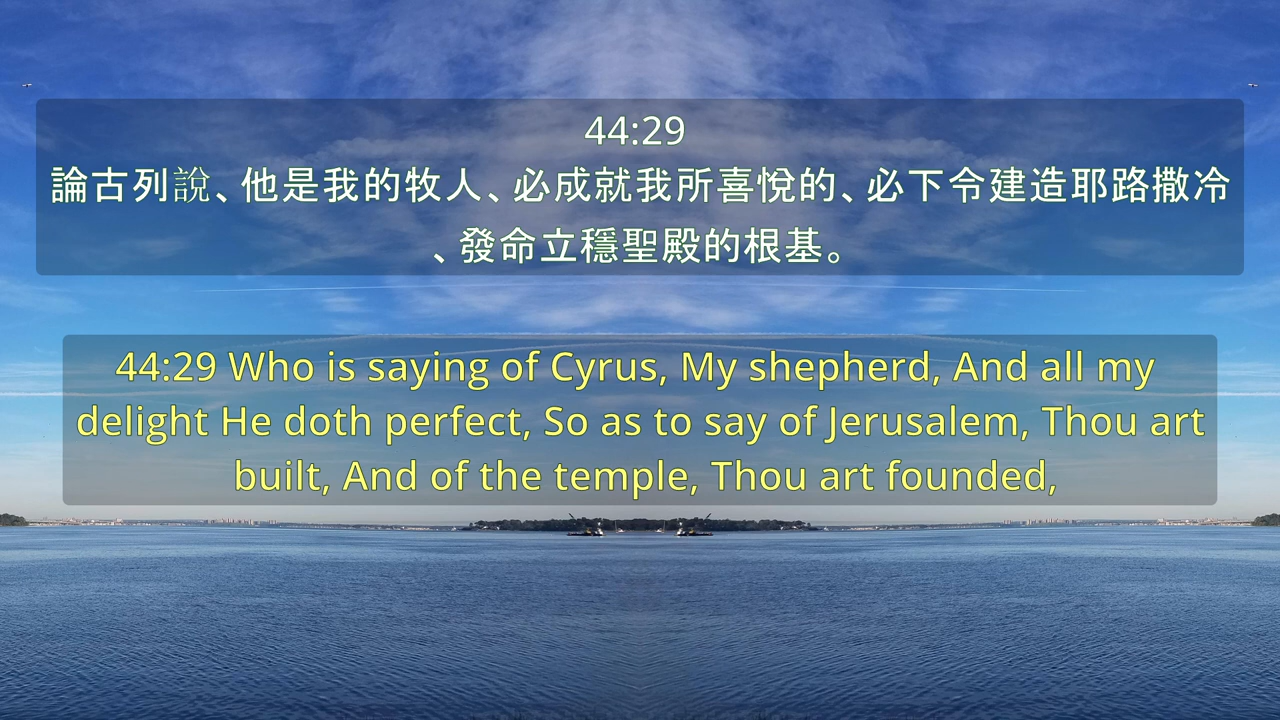 44:29
論古列說、他是我的牧人、必成就我所喜悅的、必下令建造耶路撒冷
、發命立穩聖殿的根基。
44:29 Who is saying of Cyrus, My shepherd, And all my
delight He doth perfect, So as to say of Jerusalem, Thou art
built, And of the temple, Thou art founded,